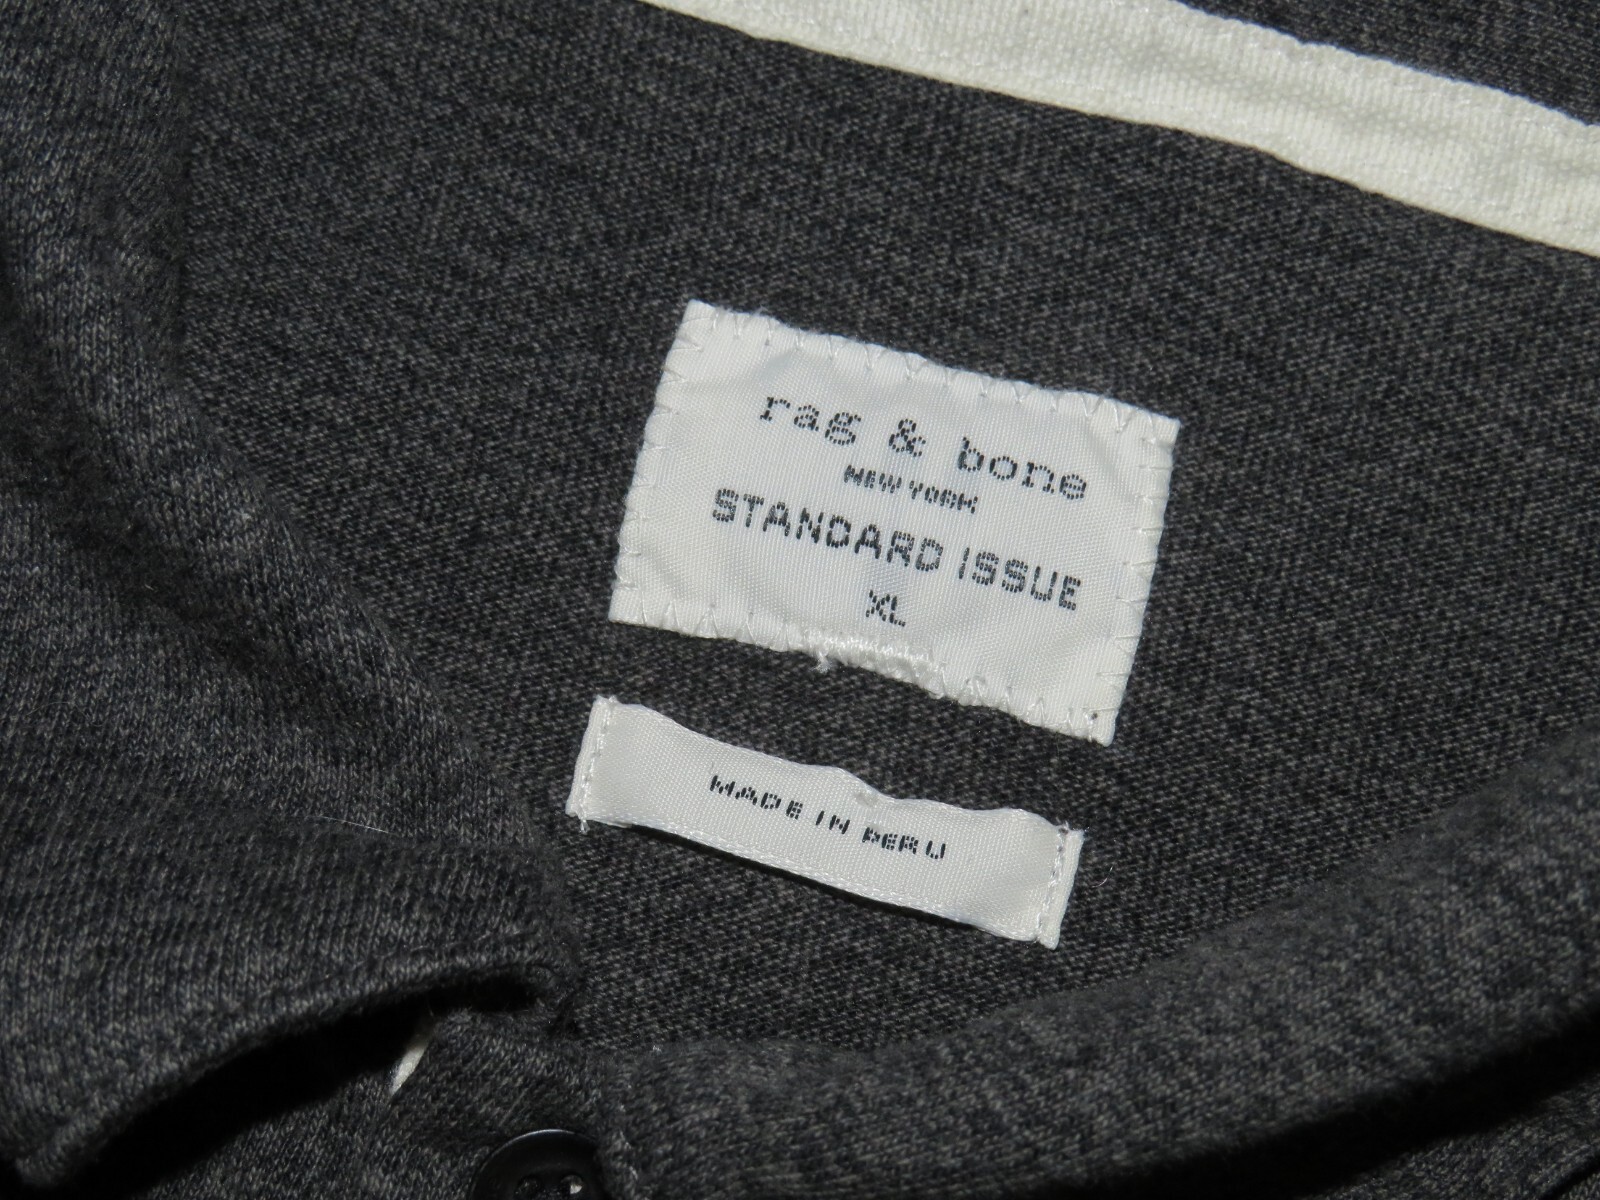 rag & bone
NEW YORK
STANDARD ISSUE
XL
MADE IN PERU